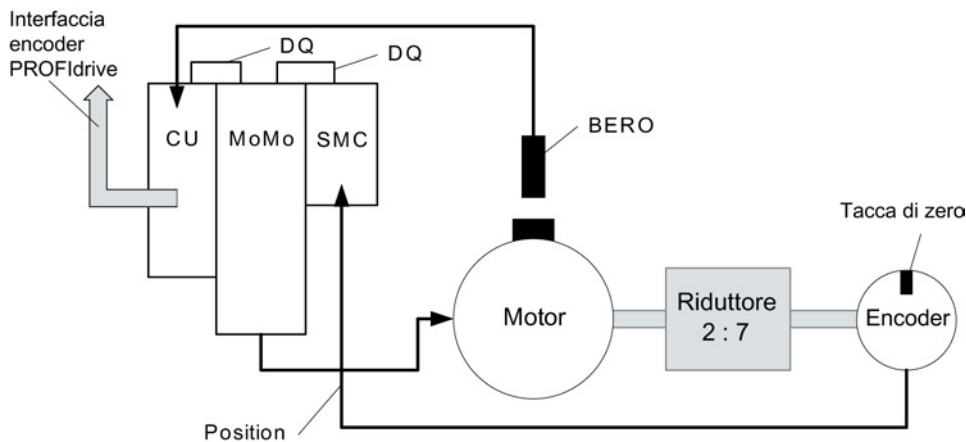 Interfaccia
encoder
PROFIdrive
DQ
DQ
CU
MoMo
SMC
BERO
Tacca di zero
Motor
Riduttore
2 : 7
Encoder
Position